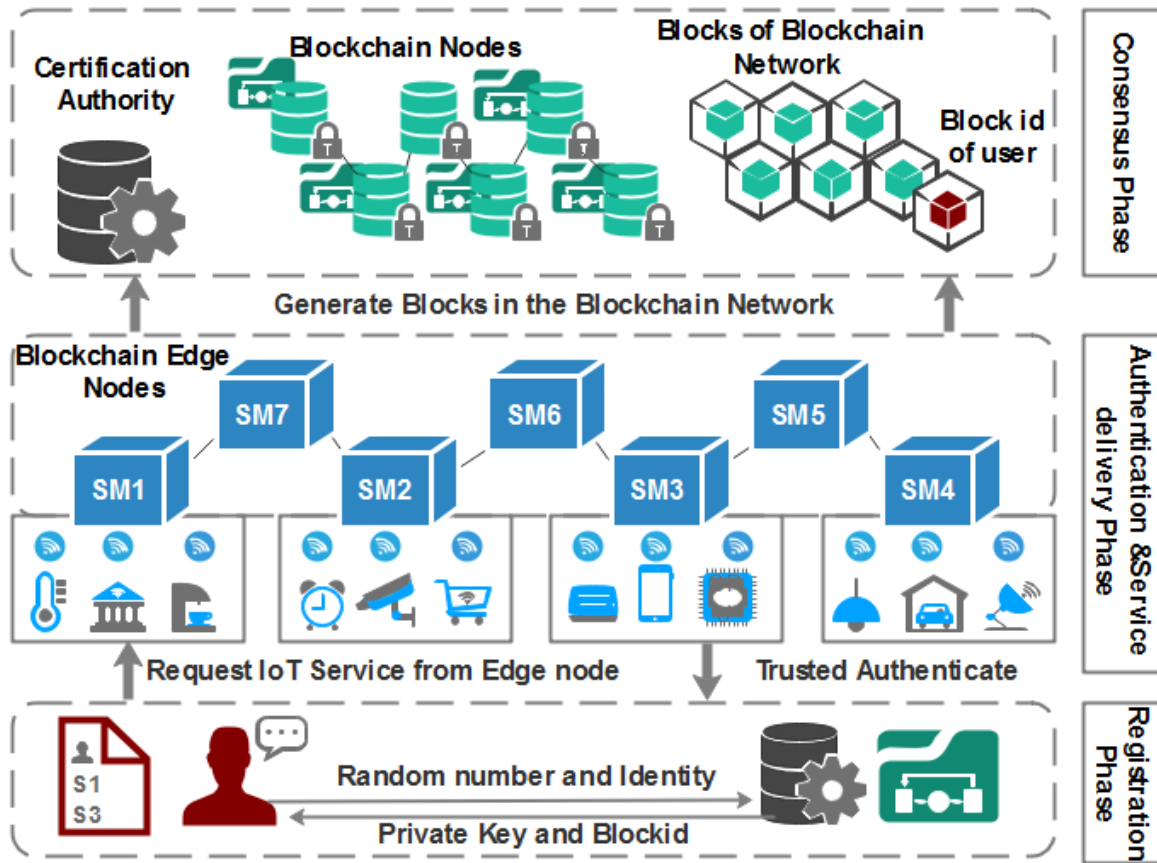 Certification
Authority
Blockchain Nodes
Blocks of Blockchain
Network
Block id
of user
T
T
T
T
T
T
Consensus Phase
Generate Blocks in the Blockchain Network
Blockchain Edge
Nodes
SM7
SM6
SM5
SM1
SM2
SM3
SM4
Authentication &Service
delivery Phase
Request IoT Service from Edge node
Trusted Authenticate
S1
S3
Random number and Identity
Private Key and Blockid
Registration
Phase